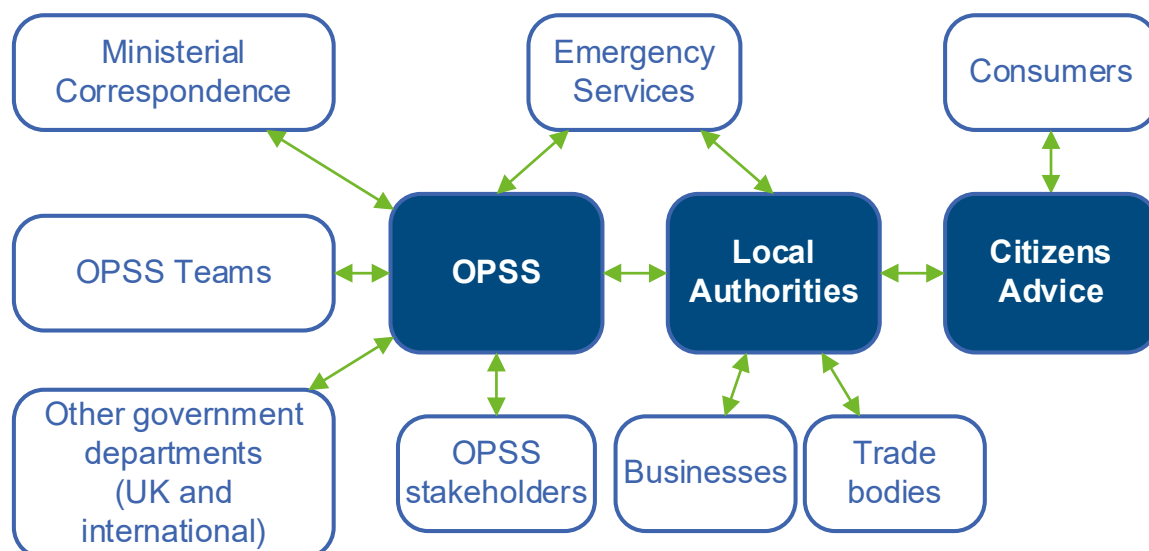 Ministerial
Correspondence
Emergency
Services
Consumers
OPSS Teams
OPSS
Local
Authorities
Citizens
Advice
Other government
departments
(UK and
international)
OPSS
stakeholders
Businesses
Trade
bodies